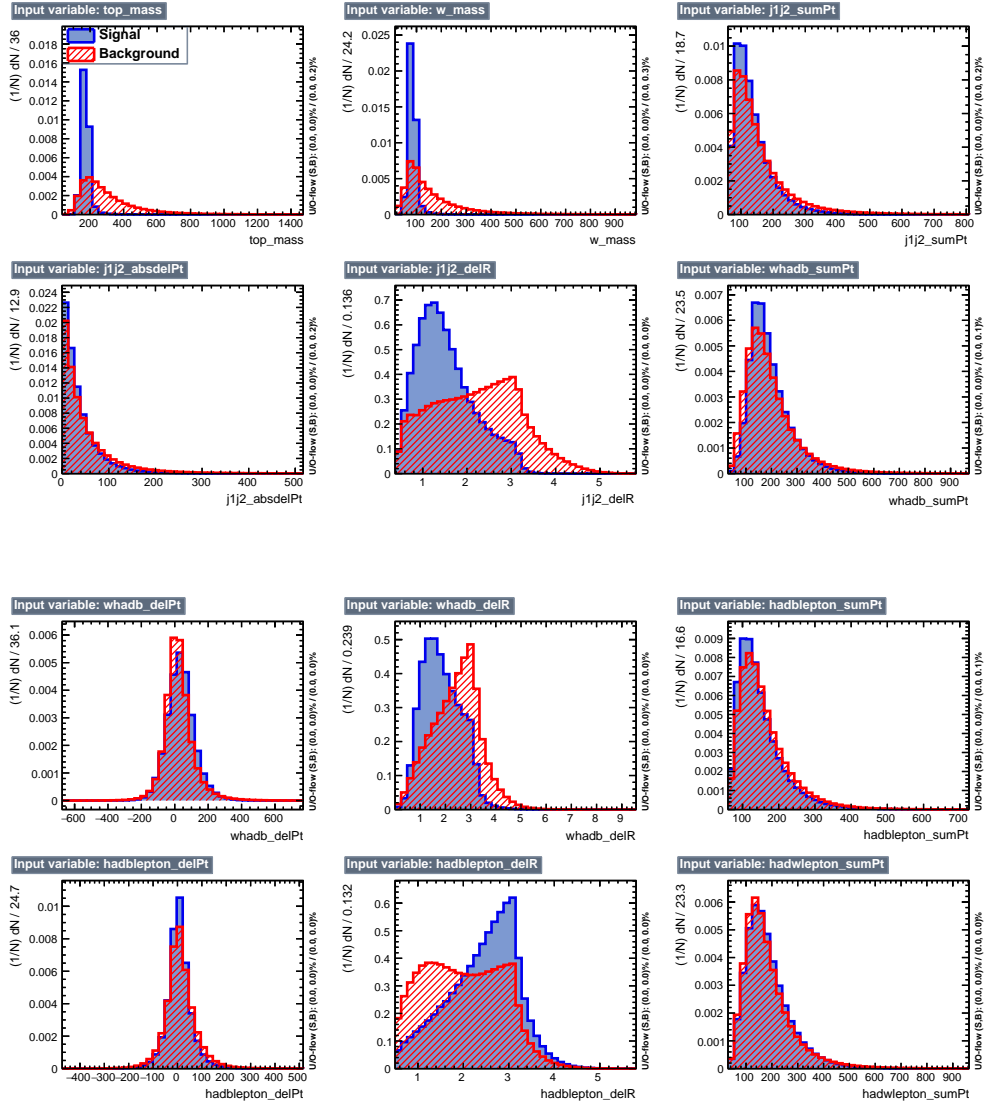 Input variable: top_mass
(1/N) dN / 36
0.018
0.016
0.014
0.012
0.01
0.008
0.006
0.004
0.002
0
Signal
Background
200 400 600 800 1000 1200 1400
top_mass
U/O-flow (S,B): (0.0, 0.0)% / (0.0, 0.2)%
Input variable: w_mass
(1/N) dN / 24.2
0.025
0.02
0.015
0.01
0.005
0
100 200 300 400 500 600 700 800 900
w_mass
U/O-flow (S,B): (0.0, 0.0)% / (0.0, 0.3)%
Input variable: j1j2_sumPt
(1/N) dN / 18.7
0.01
0.008
0.006
0.004
0.002
0
100 200 300 400 500 600 700 800
j1j2_sumPt
U/O-flow (S,B): (0.0, 0.0)% / (0.0, 0.2)%
Input variable: j1j2_absdelPt
(1/N) dN / 12.9
0.024
0.022
0.02
0.018
0.016
0.014
0.012
0.01
0.008
0.006
0.004
0.002
0
0 100 200 300 400 500
j1j2_absdelPt
U/O-flow (S,B): (0.0, 0.0)% / (0.0, 0.2)%
Input variable: j1j2_delR
(1/N) dN / 0.136
0.7
0.6
0.5
0.4
0.3
0.2
0.1
0
1 2 3 4 5
j1j2_delR
U/O-flow (S,B): (0.0, 0.0)% / (0.0, 0.0)%
Input variable: whadb_sumPt
(1/N) dN / 23.5
0.007
0.006
0.005
0.004
0.003
0.002
0.001
0
100 200 300 400 500 600 700 800 900
whadb_sumPt
U/O-flow (S,B): (0.0, 0.0)% / (0.0, 0.1)%
Input variable: whadb_delPt
(1/N) dN / 36.1
0.006
0.005
0.004
0.003
0.002
0.001
0
−600 −400 −200 0 200 400 600
whadb_delPt
U/O-flow (S,B): (0.0, 0.0)% / (0.0, 0.0)%
Input variable: whadb_delR
(1/N) dN / 0.239
0.5
0.4
0.3
0.2
0.1
0
1 2 3 4 5 6 7 8 9
whadb_delR
U/O-flow (S,B): (0.0, 0.0)% / (0.0, 0.0)%
Input variable: hadblepton_sumPt
(1/N) dN / 16.6
0.009
0.008
0.007
0.006
0.005
0.004
0.003
0.002
0.001
0
100 200 300 400 500 600 700
hadblepton_sumPt
U/O-flow (S,B): (0.0, 0.0)% / (0.0, 0.1)%
Input variable: hadblepton_delPt
(1/N) dN / 24.7
0.01
0.008
0.006
0.004
0.002
0
−400 −300 −200 −100 0 100 200 300 400 500
hadblepton_delPt
U/O-flow (S,B): (0.0, 0.0)% / (0.0, 0.0)%
Input variable: hadblepton_delR
(1/N) dN / 0.132
0.6
0.5
0.4
0.3
0.2
0.1
0
1 2 3 4 5
hadblepton_delR
U/O-flow (S,B): (0.0, 0.0)% / (0.0, 0.0)%
Input variable: hadwlepton_sumPt
(1/N) dN / 23.3
0.006
0.005
0.004
0.003
0.002
0.001
0
100 200 300 400 500 600 700 800 900
hadwlepton_sumPt
U/O-flow (S,B): (0.0, 0.0)% / (0.0, 0.0)%